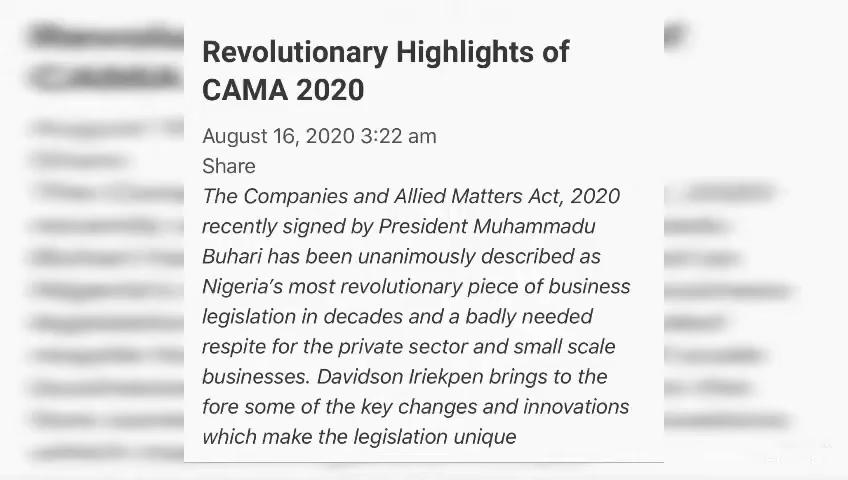 Revolutionary Highlights of
CAMA 2020
August 16, 2020 3:22 am
Share
The Companies and Allied Matters Act, 2020
recently signed by President Muhammadu
Buhari has been unanimously described as
Nigeria's most revolutionary piece of business
legislation in decades and a badly needed
respite for the private sector and small scale
businesses. Davidson Iriekpen brings to the
fore some of the key changes and innovations
which make the legislation unique